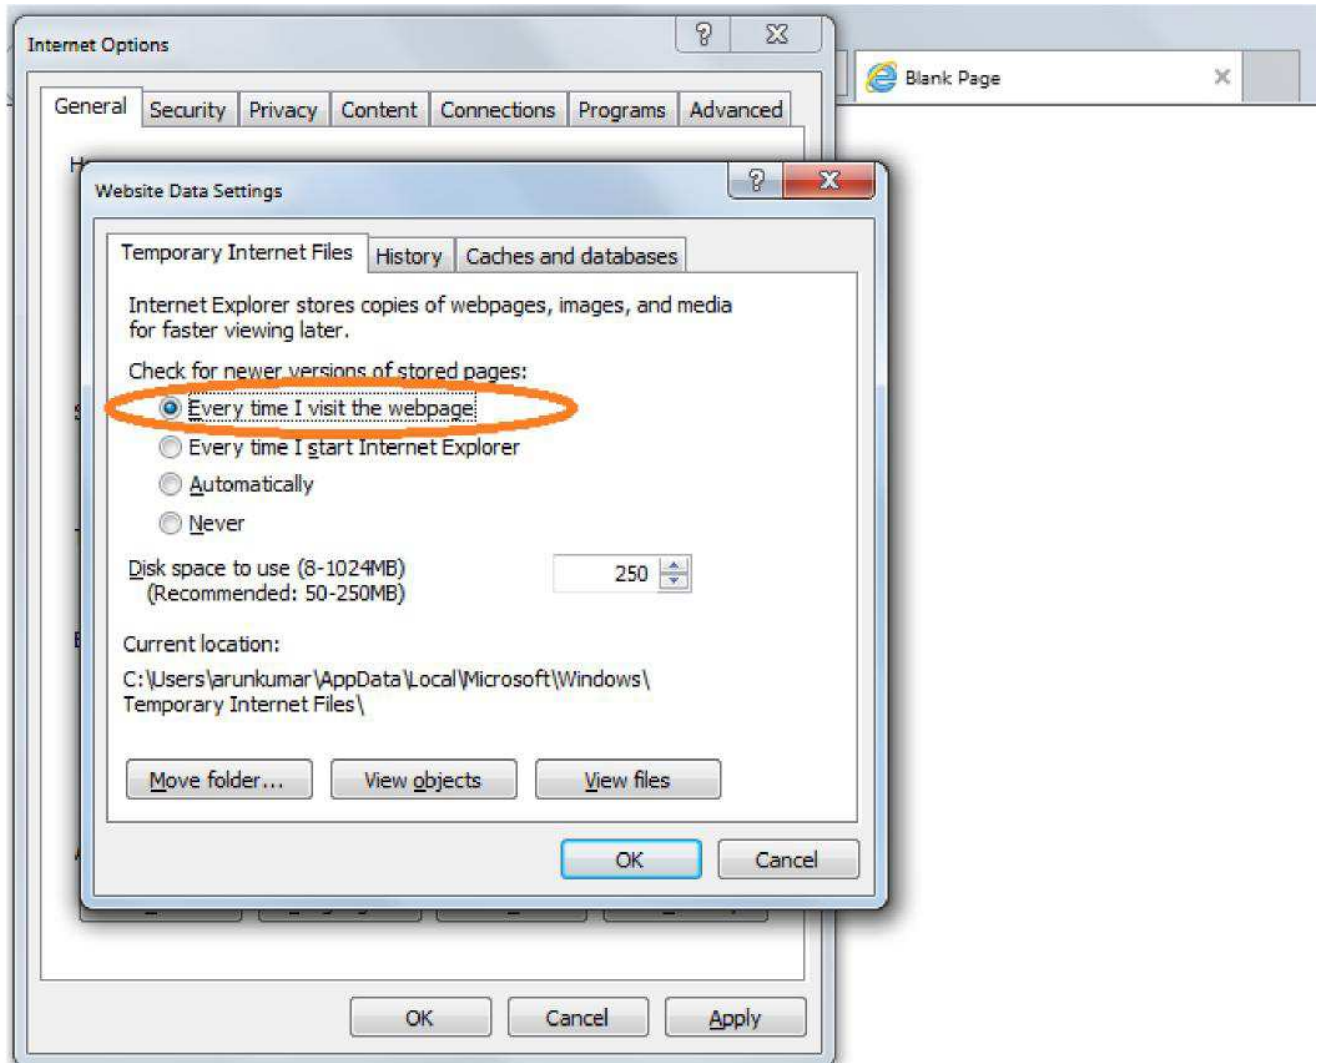 Internet Options
Blank Page
General Security Privacy Content Connections Programs Advanced
Website Data Settings
Temporary Internet Files History Caches and databases
Internet Explorer stores copies of webpages, images, and media
for faster viewing later.
Check for newer versions of stored pages:
Every time I visit the webpage
Every time I start Internet Explorer
Automatically
Never
Disk space to use (8-1024MB)
250
(Recommended: 50-250MB)
Current location:
C:\Users\arunkumar\AppData\Local\Microsoft\Windows\
Temporary Internet Files\
Move folder... View objects View files
OK Cancel
OK Cancel Apply